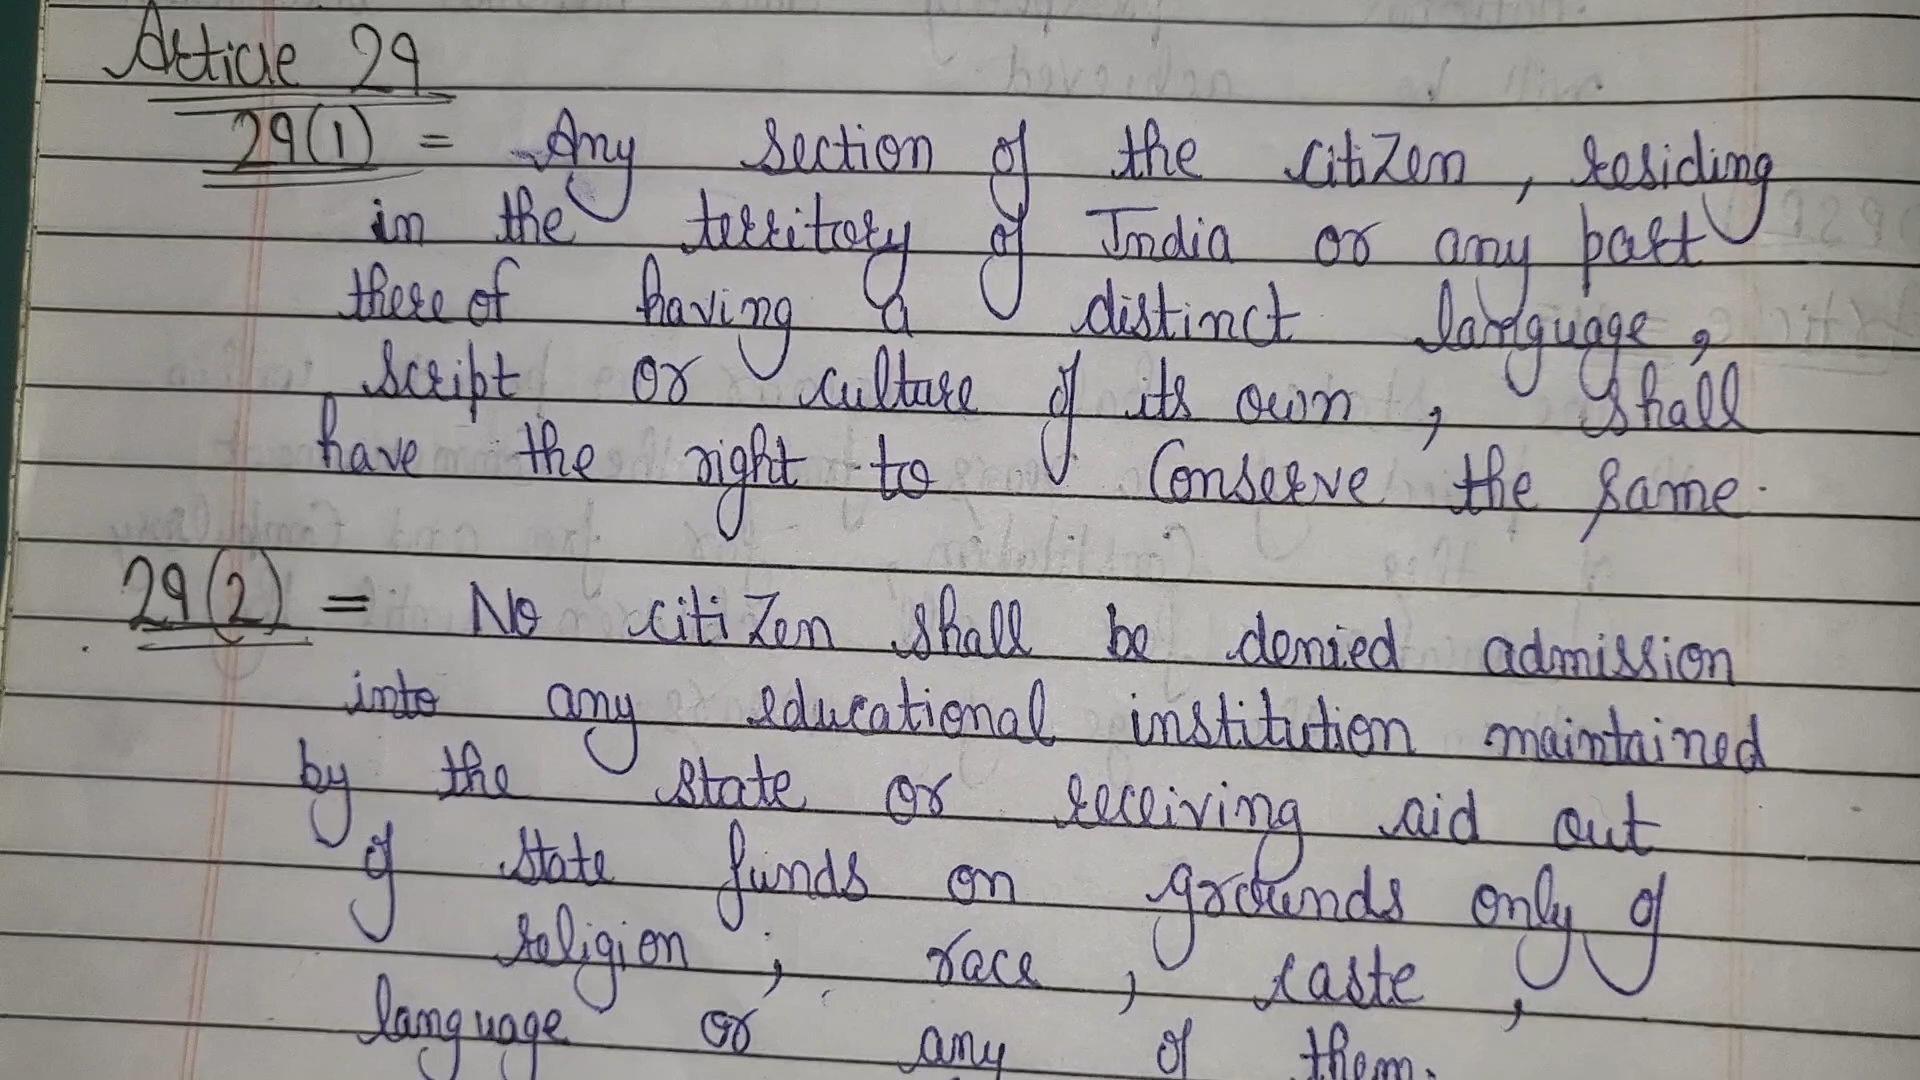 Article 29
29(1) = Any section of the citizen, residing
in the territory of India or any part
there of having a distinct language,
script or culture of its own, shall
have the right to conserve the same.
29(2) = No citizen shall be denied admission
into any educational institution maintained
by the state or receiving aid out
of state funds on grounds only of
religion, race, caste,
language or any of them.